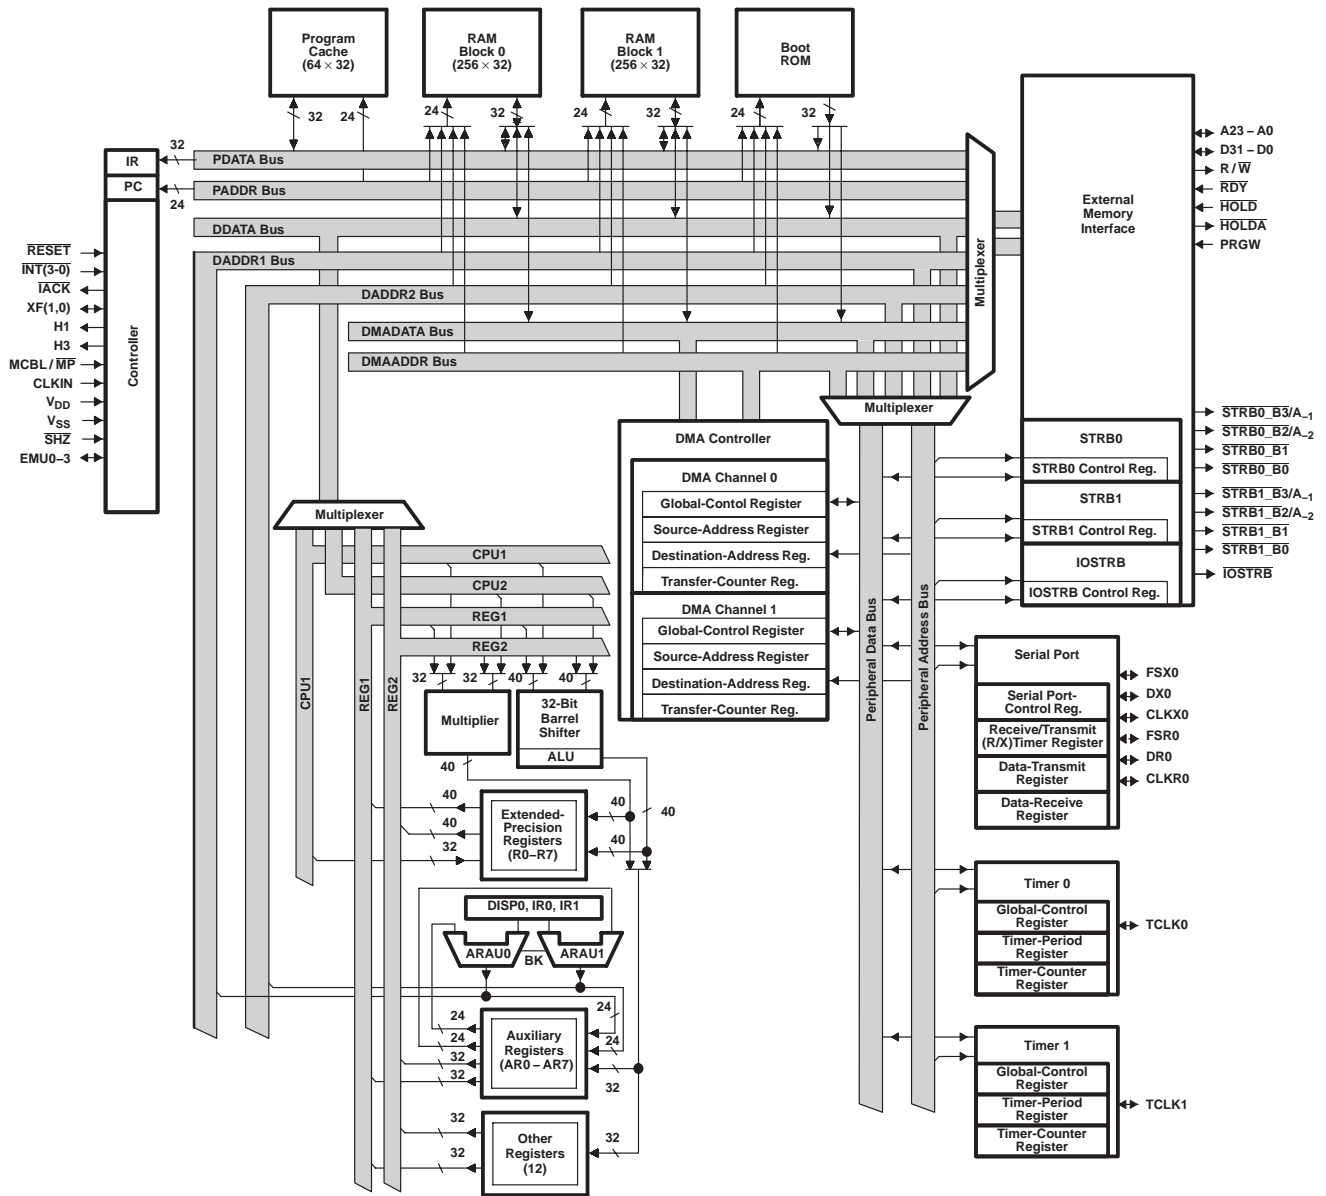 Program
Cache
(64 × 32)
RAM
Block 0
(256 × 32)
RAM
Block 1
(256 × 32)
Boot
ROM
32
24
24
32
24
32
24
32
IR
32
PDATA Bus
PC
24
PADDR Bus
DDATA Bus
DADDR1 Bus
DADDR2 Bus
DMADATA Bus
DMAADDR Bus
Multiplexer
External
Memory
Interface
A23 – A0
D31 – D0
R / W
RDY
HOLD
HOLDA
PRGW
RESET
INT(3-0)
IACK
XF(1,0)
H1
H3
MCBL / MP
CLKIN
VDD
VSS
SHZ
EMU0–3
Controller
Multiplexer
DMA Controller
DMA Channel 0
Global-Contol Register
Source-Address Register
Destination-Address Reg.
Transfer-Counter Reg.
DMA Channel 1
Global-Control Register
Source-Address Register
Destination-Address Reg.
Transfer-Counter Reg.
Peripheral Data Bus
Peripheral Address Bus
STRB0
STRB0 Control Reg.
STRB1
STRB1 Control Reg.
IOSTRB
IOSTRB Control Reg.
STRB0_B3/A–1
STRB0_B2/A–2
STRB0_B1
STRB0_B0
STRB1_B3/A–1
STRB1_B2/A–2
STRB1_B1
STRB1_B0
IOSTRB
Multiplexer
CPU1
CPU2
REG1
REG2
CPU1
REG1
REG2
32
32
40
40
Multiplier
32-Bit
Barrel
Shifter
ALU
40
40
40
40
40
40
32
Extended-
Precision
Registers
(R0–R7)
DISP0, IR0, IR1
ARAU0
BK
ARAU1
24
24
24
24
32
32
32
Auxiliary
Registers
(AR0 – AR7)
32
32
32
Other
Registers
(12)
Serial Port
Serial Port-
Control Reg.
Receive/Transmit
(R/X)Timer Register
Data-Transmit
Register
Data-Receive
Register
FSX0
DX0
CLKX0
FSR0
DR0
CLKR0
Timer 0
Global-Control
Register
Timer-Period
Register
Timer-Counter
Register
TCLK0
Timer 1
Global-Control
Register
Timer-Period
Register
Timer-Counter
Register
TCLK1